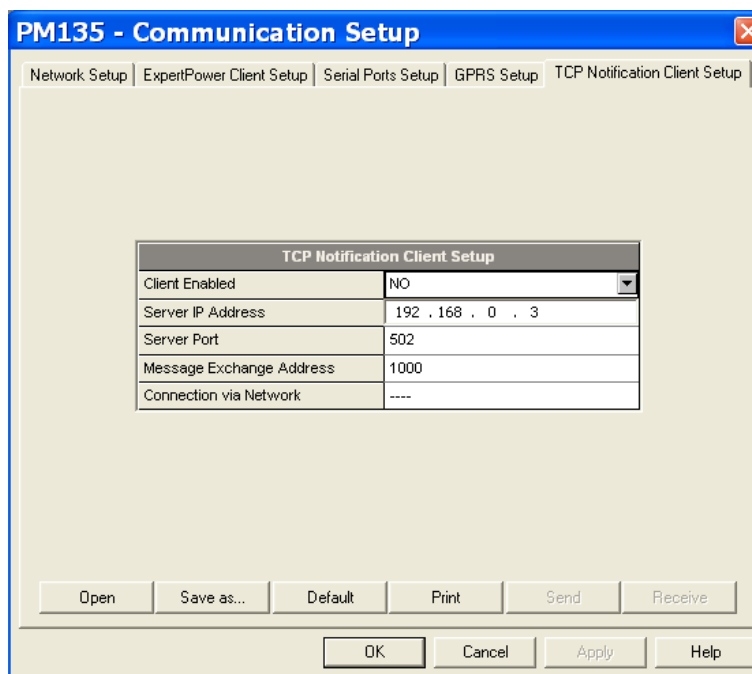 PM135 - Communication Setup
Network Setup ExpertPower Client Setup Serial Ports Setup GPRS Setup TCP Notification Client Setup
TCP Notification Client Setup
Client Enabled NO
Server IP Address 192 . 168 . 0 . 3
Server Port 502
Message Exchange Address 1000
Connection via Network ----
Open Save as... Default Print Send Receive
OK Cancel Apply Help